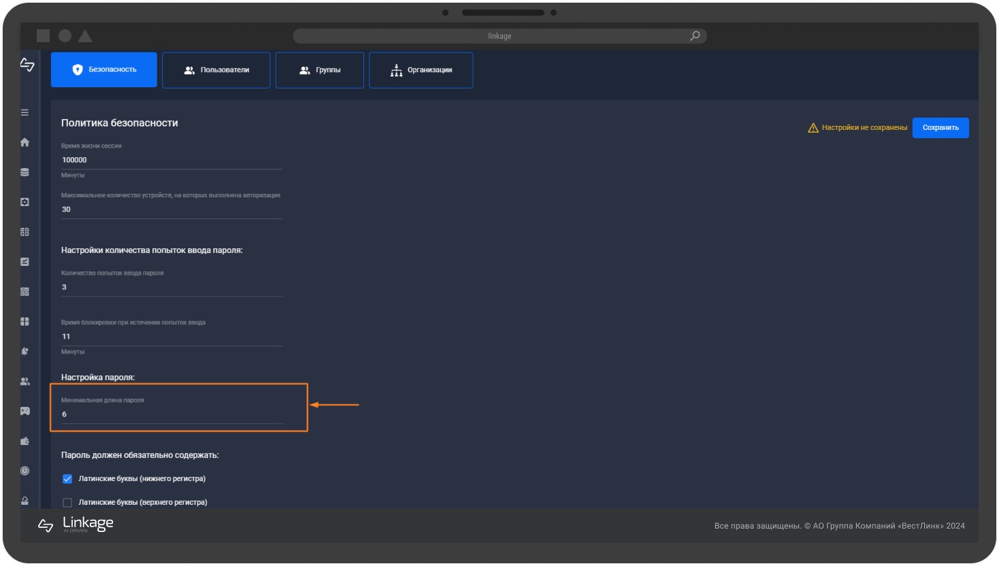 linkage
Безопасность
Пользователи
Группы
Организации
Политика безопасности
Настройки не сохранены
Сохранить
Время жизни сессии
100000
Минуты
Максимальное количество устройств, на которых выполнена авторизация
30
Настройки количества попыток ввода пароля:
Количество попыток ввода пароля
3
Время блокировки при истечении попыток ввода
11
Минуты
Настройка пароля:
Минимальная длина пароля
6
Пароль должен обязательно содержать:
Латинские буквы (нижнего регистра)
Латинские буквы (верхнего регистра)
Linkage
AI DRIVEN
Все права защищены. © АО Группа Компаний «ВестЛинк» 2024